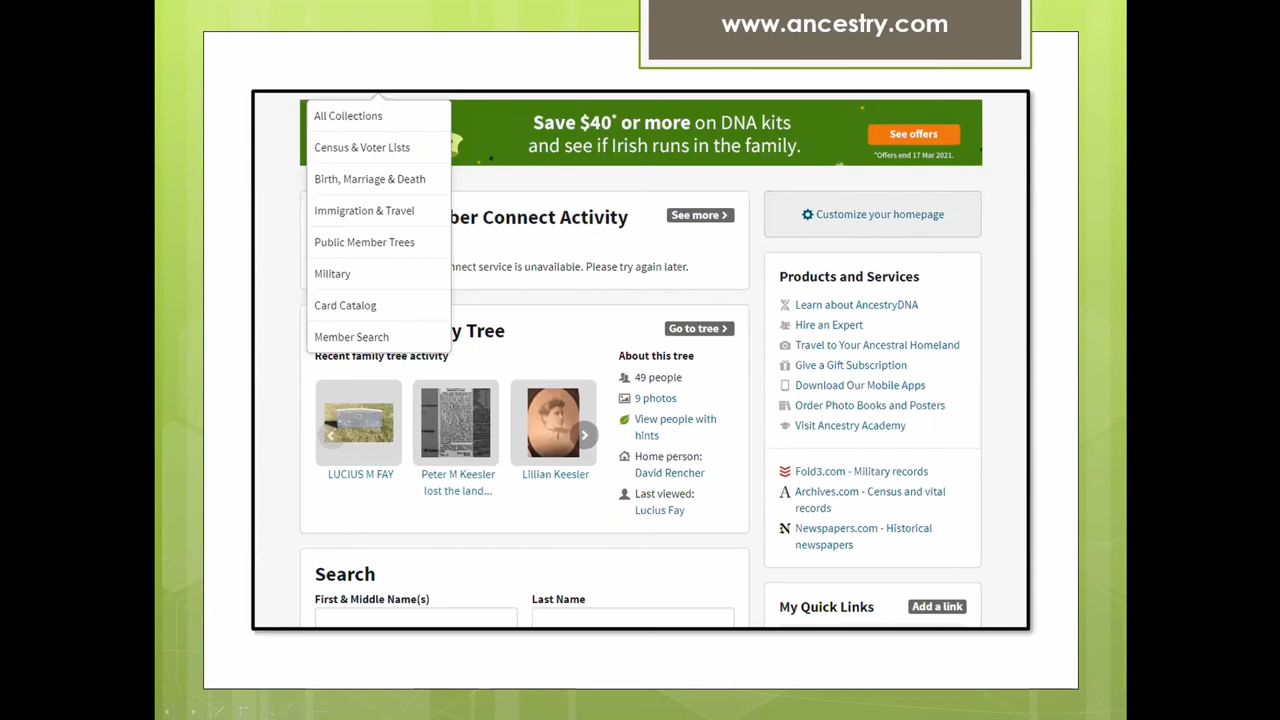 www.ancestry.com
All Collections
Census & Voter Lists
Birth, Marriage & Death
Immigration & Travel
Public Member Trees
Military
Card Catalog
Member Search
Save $40* or more on DNA kits
and see if Irish runs in the family.
See offers
*Offers end 17 Mar 2021.
ber Connect Activity
See more
nnect service is unavailable. Please try again later.
y Tree
Go to tree
Recent family tree activity
LUCIUS M FAY
Peter M Keesler
lost the land...
Lillian Keesler
About this tree
49 people
9 photos
View people with
hints
Home person:
David Rencher
Last viewed:
Lucius Fay
Search
First & Middle Name(s)
Last Name
Customize your homepage
Products and Services
Learn about AncestryDNA
Hire an Expert
Travel to Your Ancestral Homeland
Give a Gift Subscription
Download Our Mobile Apps
Order Photo Books and Posters
Visit Ancestry Academy
Fold3.com - Military records
A Archives.com - Census and vital
records
N Newspapers.com - Historical
newspapers
My Quick Links
Add a link